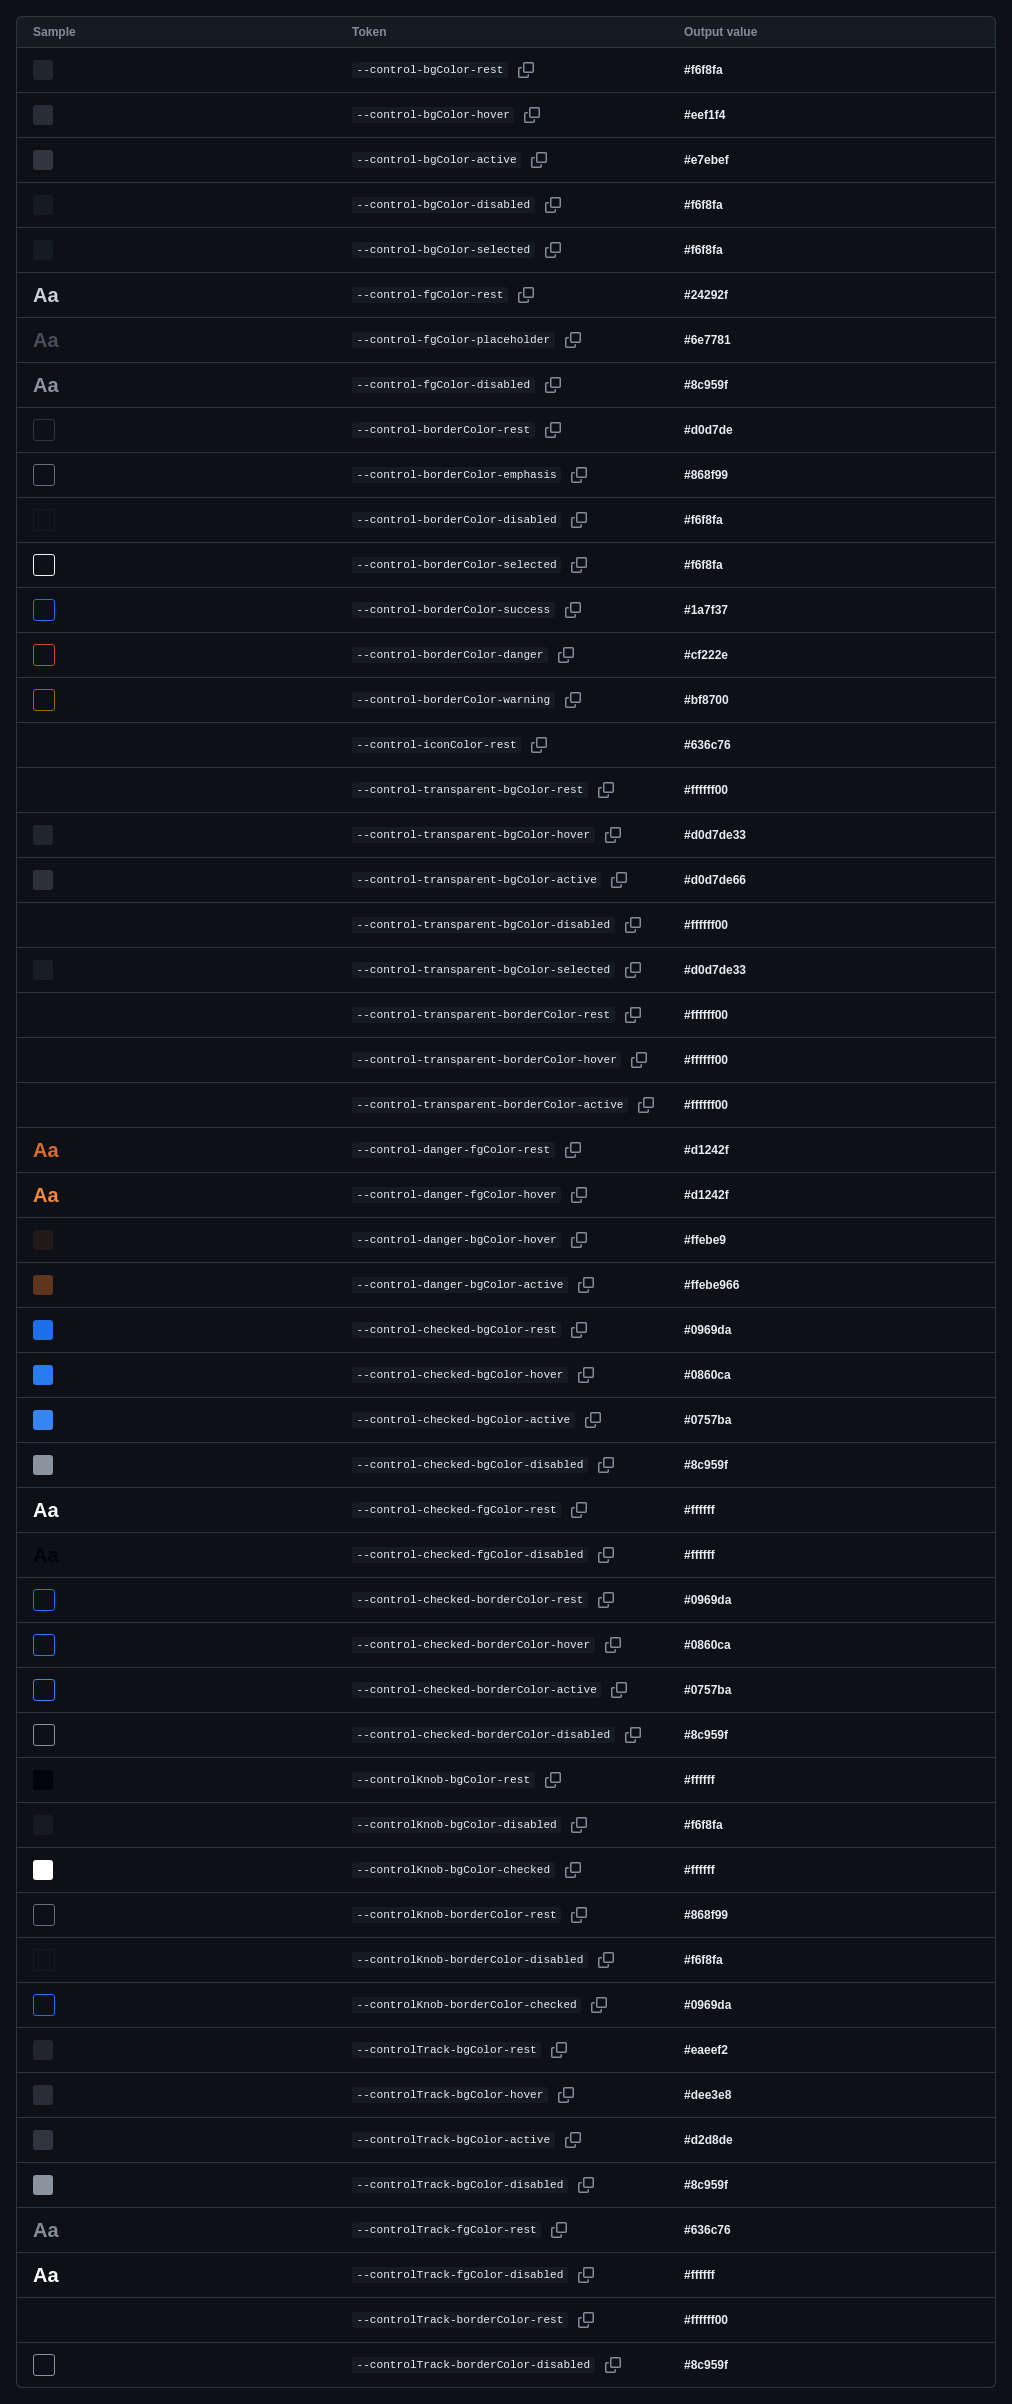 Sample Token Output value
--control-bgColor-rest #f6f8fa
--control-bgColor-hover #eef1f4
--control-bgColor-active #e7ebef
--control-bgColor-disabled #f6f8fa
--control-bgColor-selected #f6f8fa
Aa --control-fgColor-rest #24292f
Aa --control-fgColor-placeholder #6e7781
Aa --control-fgColor-disabled #8c959f
--control-borderColor-rest #d0d7de
--control-borderColor-emphasis #868f99
--control-borderColor-disabled #f6f8fa
--control-borderColor-selected #f6f8fa
--control-borderColor-success #1a7f37
--control-borderColor-danger #cf222e
--control-borderColor-warning #bf8700
--control-iconColor-rest #636c76
--control-transparent-bgColor-rest #ffffff00
--control-transparent-bgColor-hover #d0d7de33
--control-transparent-bgColor-active #d0d7de66
--control-transparent-bgColor-disabled #ffffff00
--control-transparent-bgColor-selected #d0d7de33
--control-transparent-borderColor-rest #ffffff00
--control-transparent-borderColor-hover #ffffff00
--control-transparent-borderColor-active #ffffff00
Aa --control-danger-fgColor-rest #d1242f
Aa --control-danger-fgColor-hover #d1242f
--control-danger-bgColor-hover #ffebe9
--control-danger-bgColor-active #ffebe966
--control-checked-bgColor-rest #0969da
--control-checked-bgColor-hover #0860ca
--control-checked-bgColor-active #0757ba
--control-checked-bgColor-disabled #8c959f
Aa --control-checked-fgColor-rest #ffffff
Aa --control-checked-fgColor-disabled #ffffff
--control-checked-borderColor-rest #0969da
--control-checked-borderColor-hover #0860ca
--control-checked-borderColor-active #0757ba
--control-checked-borderColor-disabled #8c959f
--controlKnob-bgColor-rest #ffffff
--controlKnob-bgColor-disabled #f6f8fa
--controlKnob-bgColor-checked #ffffff
--controlKnob-borderColor-rest #868f99
--controlKnob-borderColor-disabled #f6f8fa
--controlKnob-borderColor-checked #0969da
--controlTrack-bgColor-rest #eaeef2
--controlTrack-bgColor-hover #dee3e8
--controlTrack-bgColor-active #d2d8de
--controlTrack-bgColor-disabled #8c959f
Aa --controlTrack-fgColor-rest #636c76
Aa --controlTrack-fgColor-disabled #ffffff
--controlTrack-borderColor-rest #ffffff00
--controlTrack-borderColor-disabled #8c959f